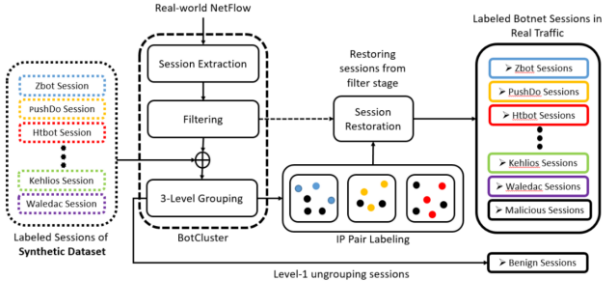 Real-world NetFlow
Labeled Botnet Sessions in
Real Traffic
Session Extraction
Restoring
sessions from
filter stage
Zbot Session
PushDo Session
Htbot Session
Kehlios Session
Waledac Session
Filtering
Session
Restoration
➢ Zbot Sessions
➢ PushDo Sessions
➢ Htbot Sessions
➢ Kehlios Sessions
➢ Waledac Sessions
➢ Malicious Sessions
3-Level Grouping
IP Pair Labeling
Labeled Sessions of
Synthetic Dataset
BotCluster
Level-1 ungrouping sessions
➢ Benign Sessions